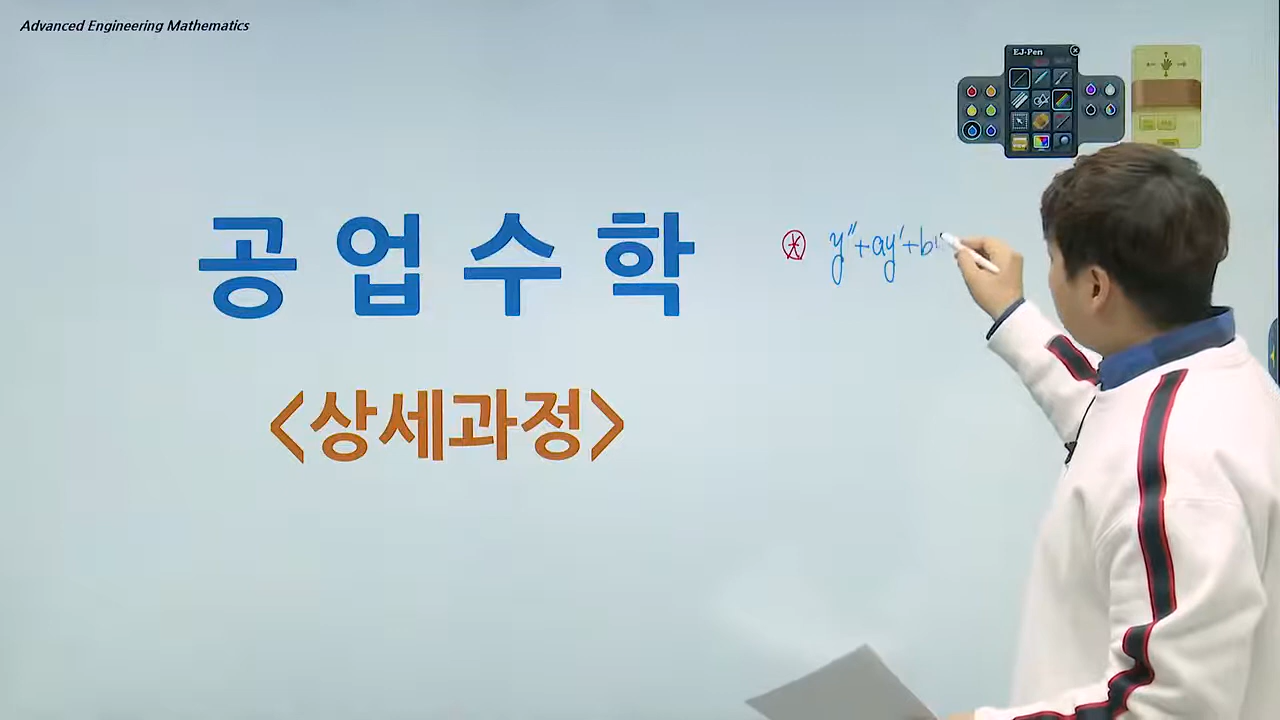 Advanced Engineering Mathematics
EJ-Pen
공업수학
y″+ay′+b
<상세과정>